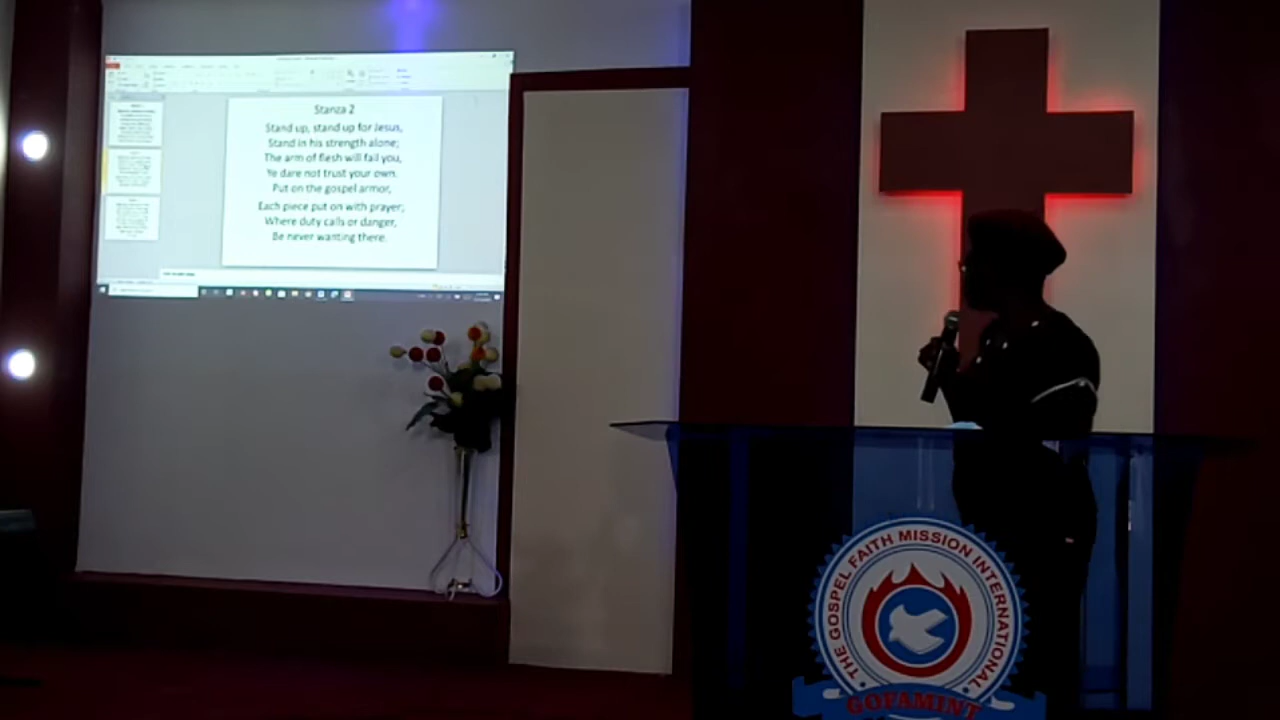 Stanza 2
Stand up, stand up for Jesus,
Stand in his strength alone;
The arm of flesh will fail you,
Ye dare not trust your own.
Put on the gospel armor,
Each piece put on with prayer;
Where duty calls or danger,
Be never wanting there.
• THE GOSPEL FAITH MISSION INTERNATIONAL •
GOFAMINT